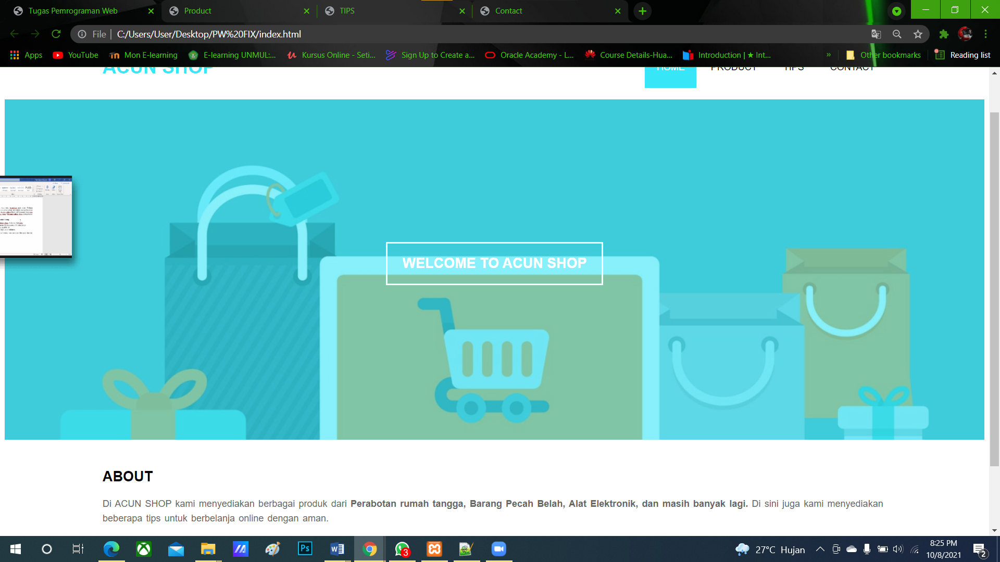 Tugas Pemrograman Web
Product
TIPS
Contact
File
C:/Users/User/Desktop/PW%20FIX/index.html
Apps
YouTube
Mon E-learning
E-learning UNMUL:...
Kursus Online - Seti...
Sign Up to Create a...
Oracle Academy - L...
Course Details-Hua...
Introduction | ★ Int...
»
Other bookmarks
Reading list
ACUN SHOP
HOME
PRODUCT
TIPS
CONTACT
WELCOME TO ACUN SHOP
ABOUT
Di ACUN SHOP kami menyediakan berbagai produk dari Perabotan rumah tangga, Barang Pecah Belah, Alat Elektronik, dan masih banyak lagi. Di sini juga kami menyediakan
beberapa tips untuk berbelanja online dengan aman.
Ps
3
27°C Hujan
8:25 PM
10/8/2021
2